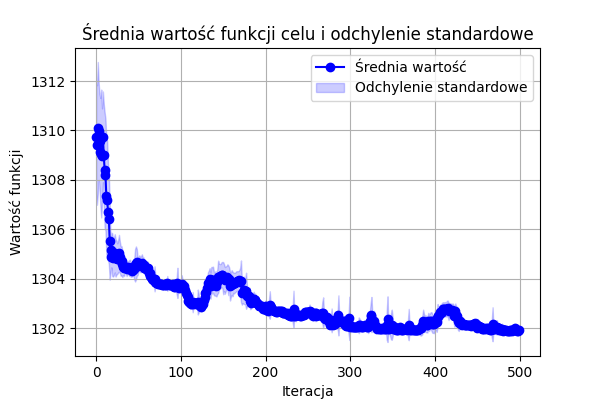 Średnia wartość funkcji celu i odchylenie standardowe
Średnia wartość
Odchylenie standardowe
Wartość funkcji
1312
1310
1308
1306
1304
1302
0 100 200 300 400 500
Iteracja